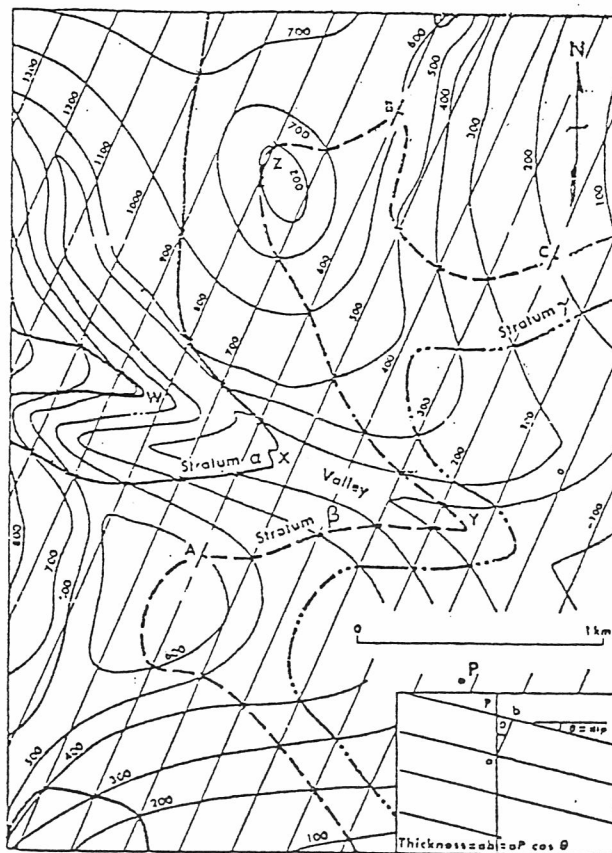 700
600
500
400
300
200
100
N
1300
1200
1100
1000
900
800
700
700
Z
700
600
500
400
300
200
C
Stratum γ
W
Stratum α X
Valley
Y
Stratum β
A
0
-100
800
700
0 1 km
P
500
400
300
200
100
P b
θ
θ = dip
a
Thickness=ab=aP cos θ